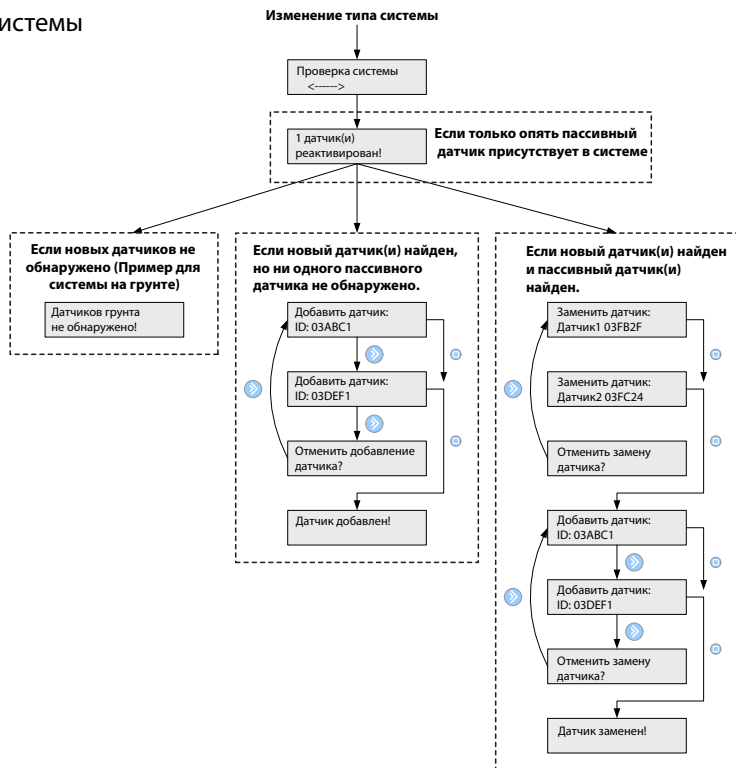 истемы
Изменение типа системы
Проверка системы
<------>
1 датчик(и)
реактивирован!
Если только опять пассивный
датчик присутствует в системе
Если новых датчиков не
обнаружено (Пример для
системы на грунте)
Датчиков грунта
не обнаружено!
Если новый датчик(и) найден,
но ни одного пассивного
датчика не обнаружено.
Добавить датчик:
ID: 03ABC1
Добавить датчик:
ID: 03DEF1
Отменить добавление
датчика?
Датчик добавлен!
Если новый датчик(и) найден
и пассивный датчик(и)
найден.
Заменить датчик:
Датчик1 03FB2F
Заменить датчик:
Датчик2 03FC24
Отменить замену
датчика?
Добавить датчик:
ID: 03ABC1
Добавить датчик:
ID: 03DEF1
Отменить замену
датчика?
Датчик заменен!